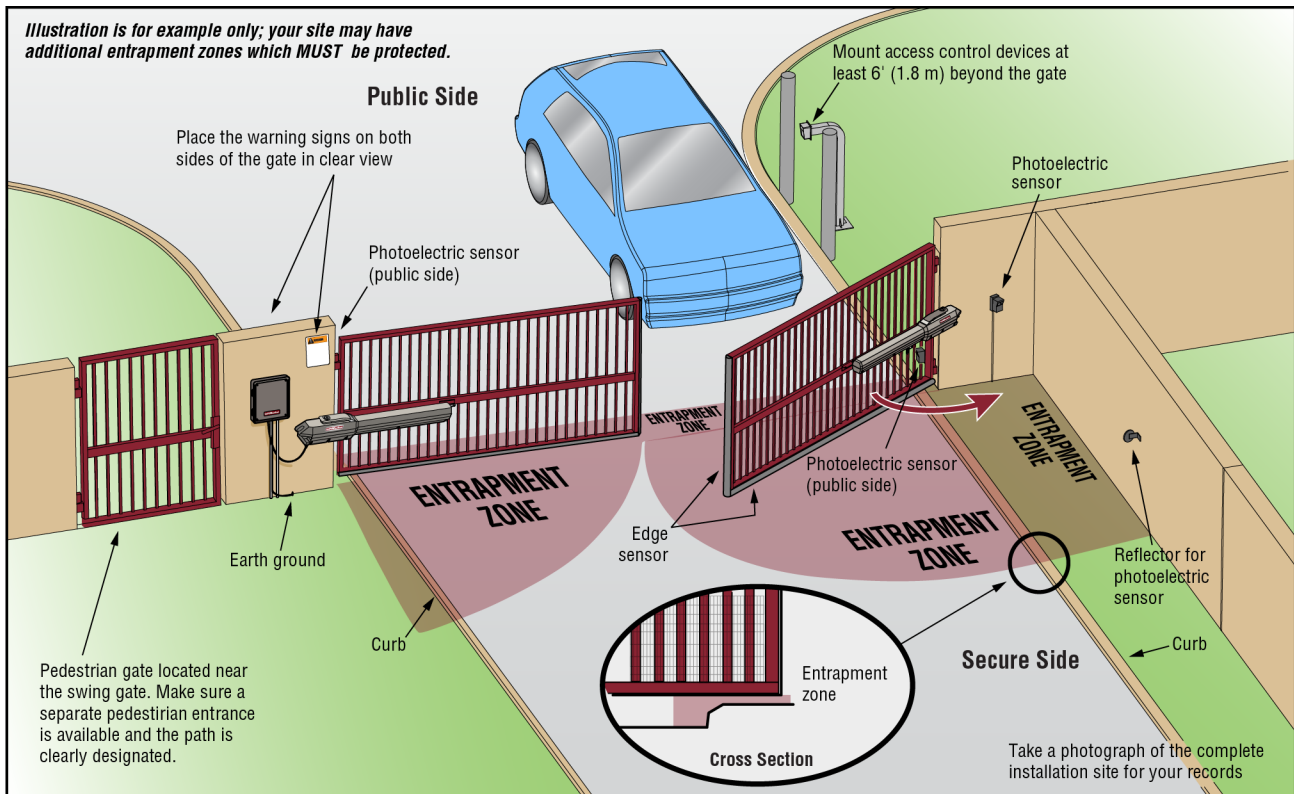 Illustration is for example only; your site may have
additional entrapment zones which MUST be protected.
Public Side
Place the warning signs on both
sides of the gate in clear view
Photoelectric sensor
(public side)
Mount access control devices at
least 6' (1.8 m) beyond the gate
Photoelectric
sensor
ENTRAPMENT
ZONE
ENTRAPMENT
ZONE
ENTRAPMENT
ZONE
ENTRAPMENT
ZONE
Photoelectric sensor
(public side)
Edge
sensor
Earth ground
Curb
Reflector for
photoelectric
sensor
Curb
Secure Side
Pedestrian gate located near
the swing gate. Make sure a
separate pedestirian entrance
is available and the path is
clearly designated.
Entrapment
zone
Cross Section
Take a photograph of the complete
installation site for your records